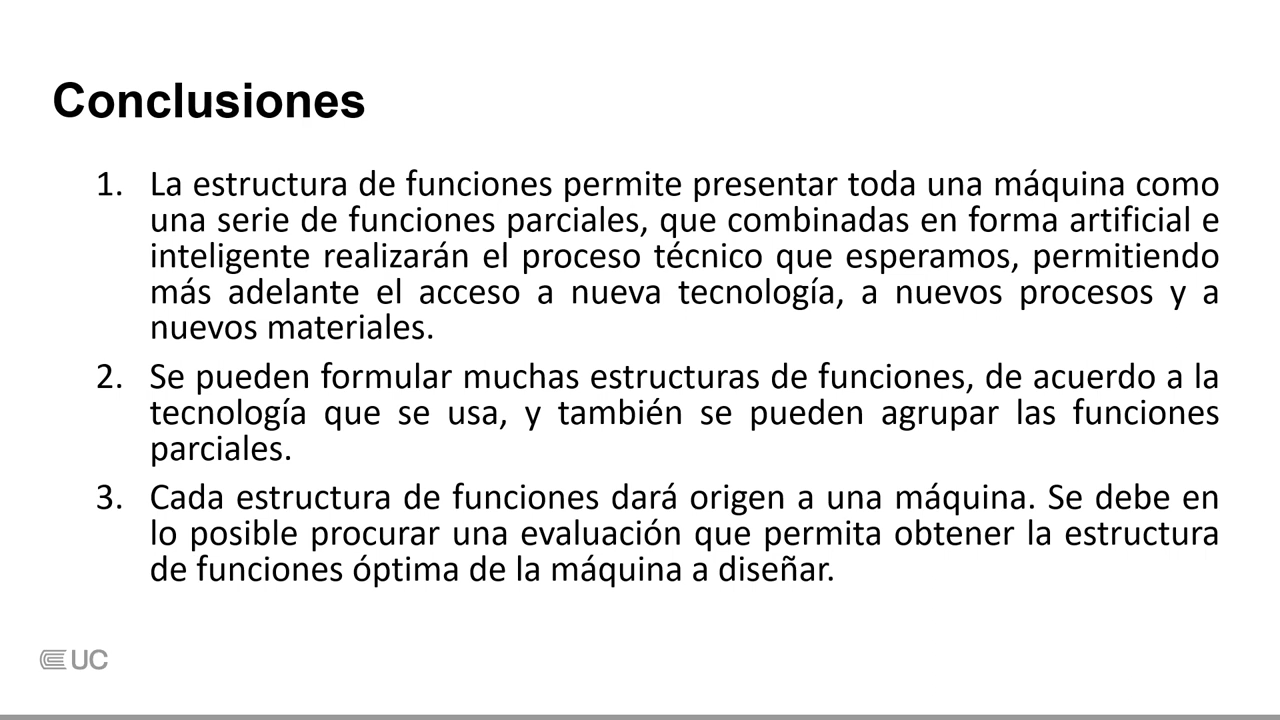 Conclusiones
1. La estructura de funciones permite presentar toda una máquina como
una serie de funciones parciales, que combinadas en forma artificial e
inteligente realizarán el proceso técnico que esperamos, permitiendo
más adelante el acceso a nueva tecnología, a nuevos procesos y a
nuevos materiales.
2. Se pueden formular muchas estructuras de funciones, de acuerdo a la
tecnología que se usa, y también se pueden agrupar las funciones
parciales.
3. Cada estructura de funciones dará origen a una máquina. Se debe en
lo posible procurar una evaluación que permita obtener la estructura
de funciones óptima de la máquina a diseñar.
UC